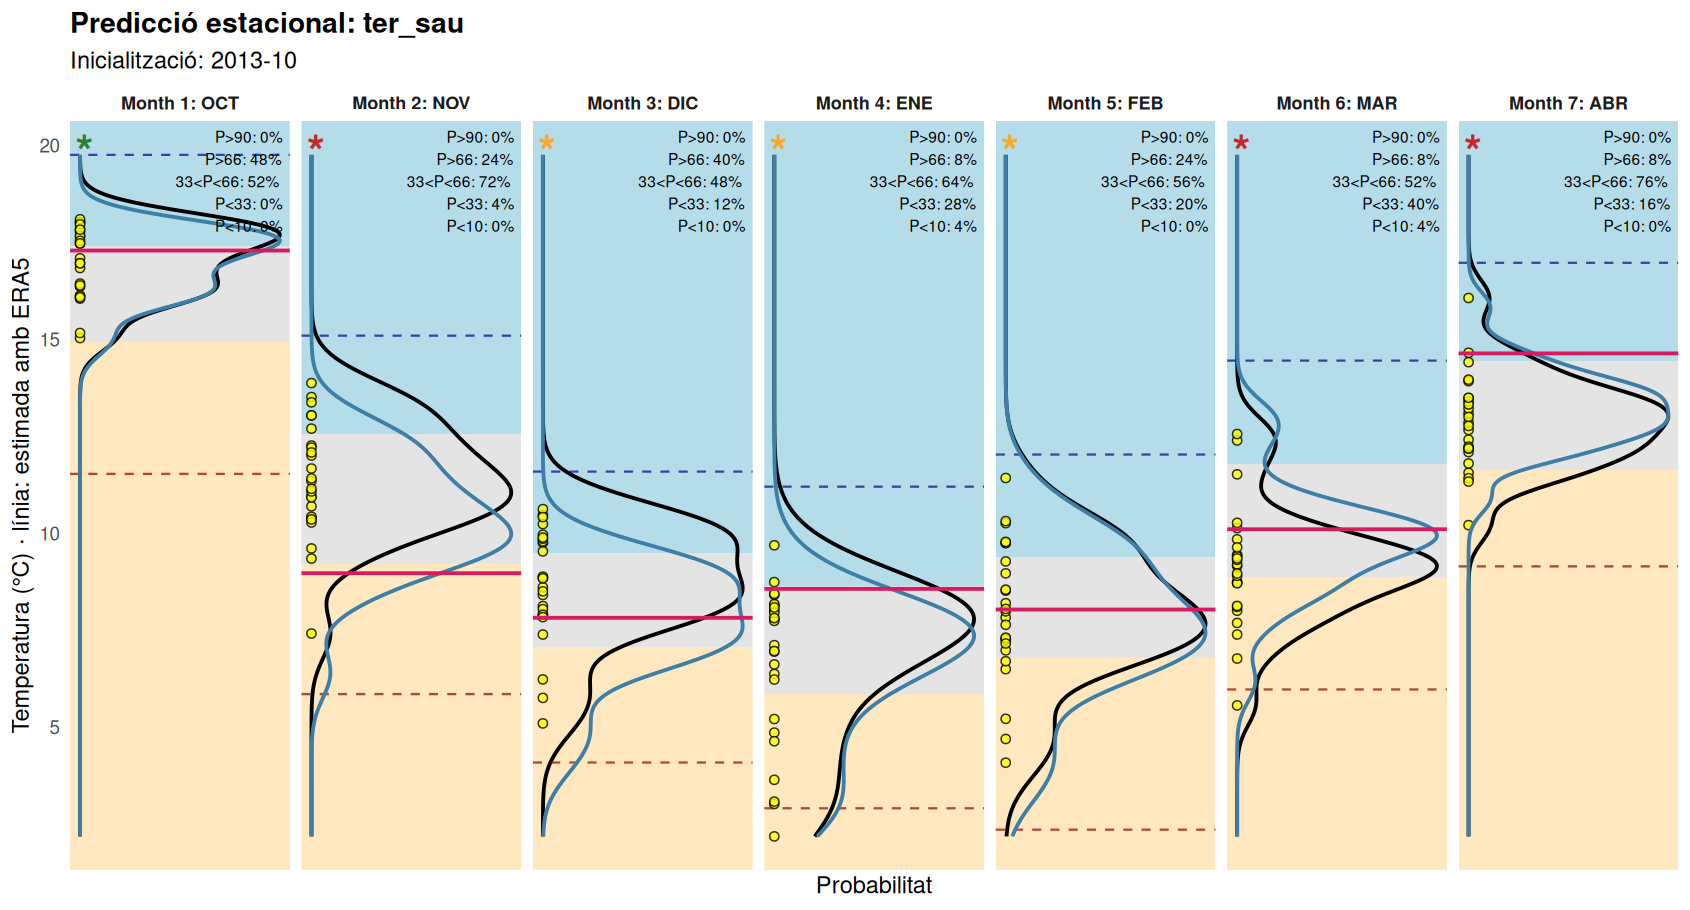 Predicció estacional: ter_sau
Inicialització: 2013-10
Month 1: OCT
Month 2: NOV
Month 3: DIC
Month 4: ENE
Month 5: FEB
Month 6: MAR
Month 7: ABR
Temperatura (°C) · línia: estimada amb ERA5
20
15
10
5
*
P>90: 0%
P>66: 48%
33<P<66: 52%
P<33: 0%
P<10: 0%
*
P>90: 0%
P>66: 24%
33<P<66: 72%
P<33: 4%
P<10: 0%
*
P>90: 0%
P>66: 40%
33<P<66: 48%
P<33: 12%
P<10: 0%
*
P>90: 0%
P>66: 8%
33<P<66: 64%
P<33: 28%
P<10: 4%
*
P>90: 0%
P>66: 24%
33<P<66: 56%
P<33: 20%
P<10: 0%
*
P>90: 0%
P>66: 8%
33<P<66: 52%
P<33: 40%
P<10: 4%
*
P>90: 0%
P>66: 8%
33<P<66: 76%
P<33: 16%
P<10: 0%
Probabilitat